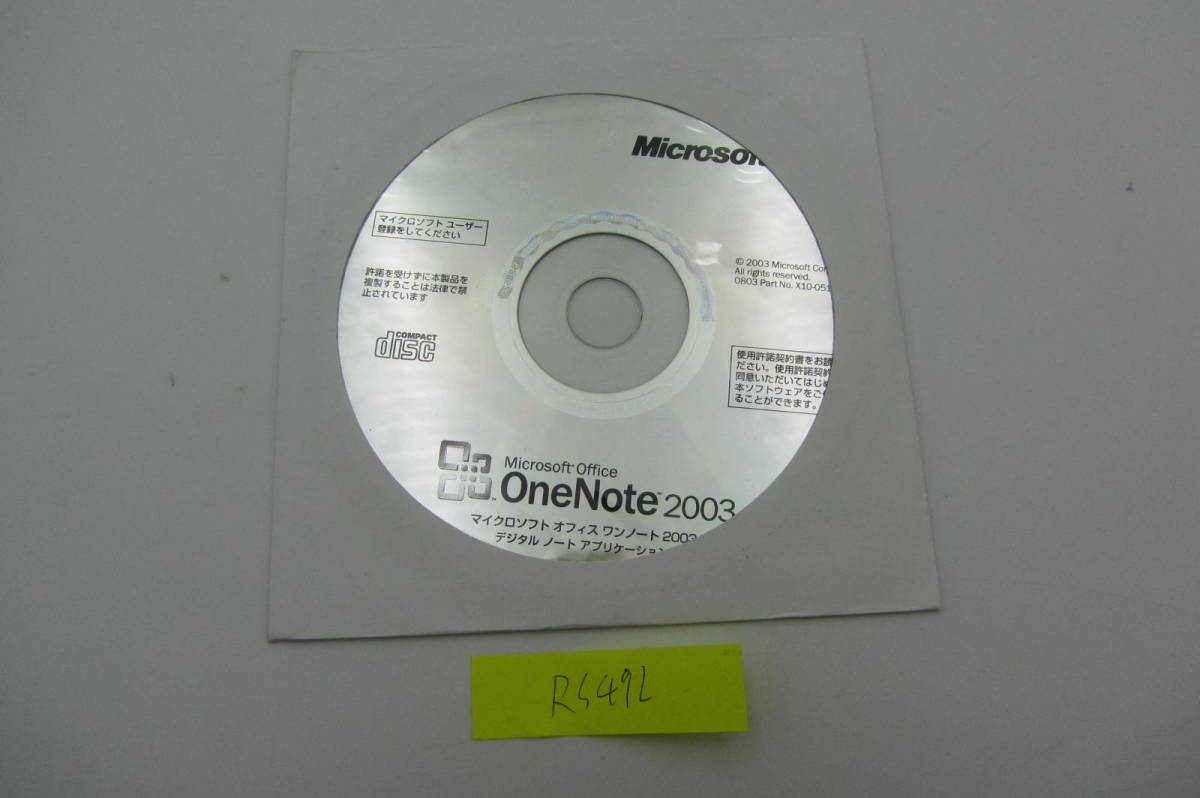 Microsoft
マイクロソフト ユーザー
登録をしてください
© 2003 Microsoft Cor
All rights reserved.
0803 Part No. X10-051
許諾を受けずに本製品を
複製することは法律で禁
止されています
COMPACT
disc
使用許諾契約書をお読
ださい。使用許諾契約
同意いただいてはじめ
本ソフトウェアをご使
ることができます。
Microsoft Office
OneNote™ 2003
マイクロソフト オフィス ワンノート 2003
デジタル ノート アプリケーション